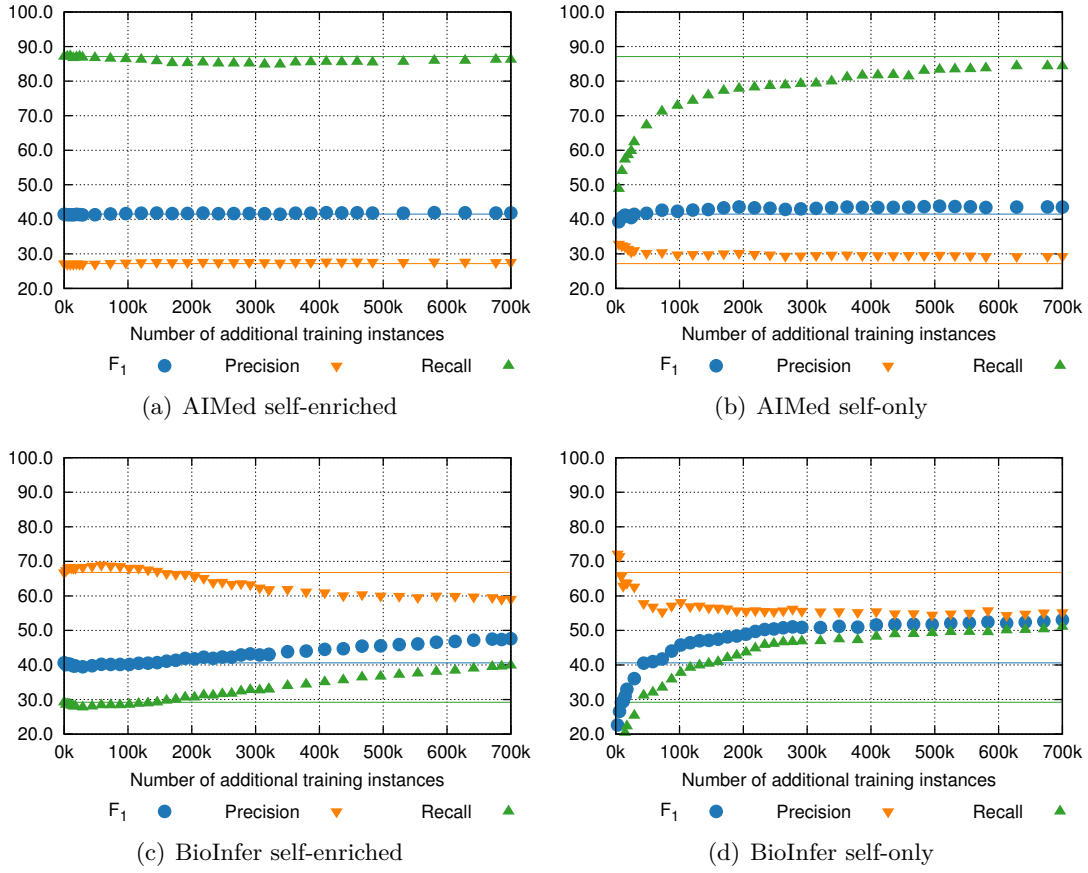 100.0
90.0
80.0
70.0
60.0
50.0
40.0
30.0
20.0
0k 100k 200k 300k 400k 500k 600k 700k
Number of additional training instances
F1 Precision Recall
(a) AIMed self-enriched
100.0
90.0
80.0
70.0
60.0
50.0
40.0
30.0
20.0
0k 100k 200k 300k 400k 500k 600k 700k
Number of additional training instances
F1 Precision Recall
(b) AIMed self-only
100.0
90.0
80.0
70.0
60.0
50.0
40.0
30.0
20.0
0k 100k 200k 300k 400k 500k 600k 700k
Number of additional training instances
F1 Precision Recall
(c) BioInfer self-enriched
100.0
90.0
80.0
70.0
60.0
50.0
40.0
30.0
20.0
0k 100k 200k 300k 400k 500k 600k 700k
Number of additional training instances
F1 Precision Recall
(d) BioInfer self-only